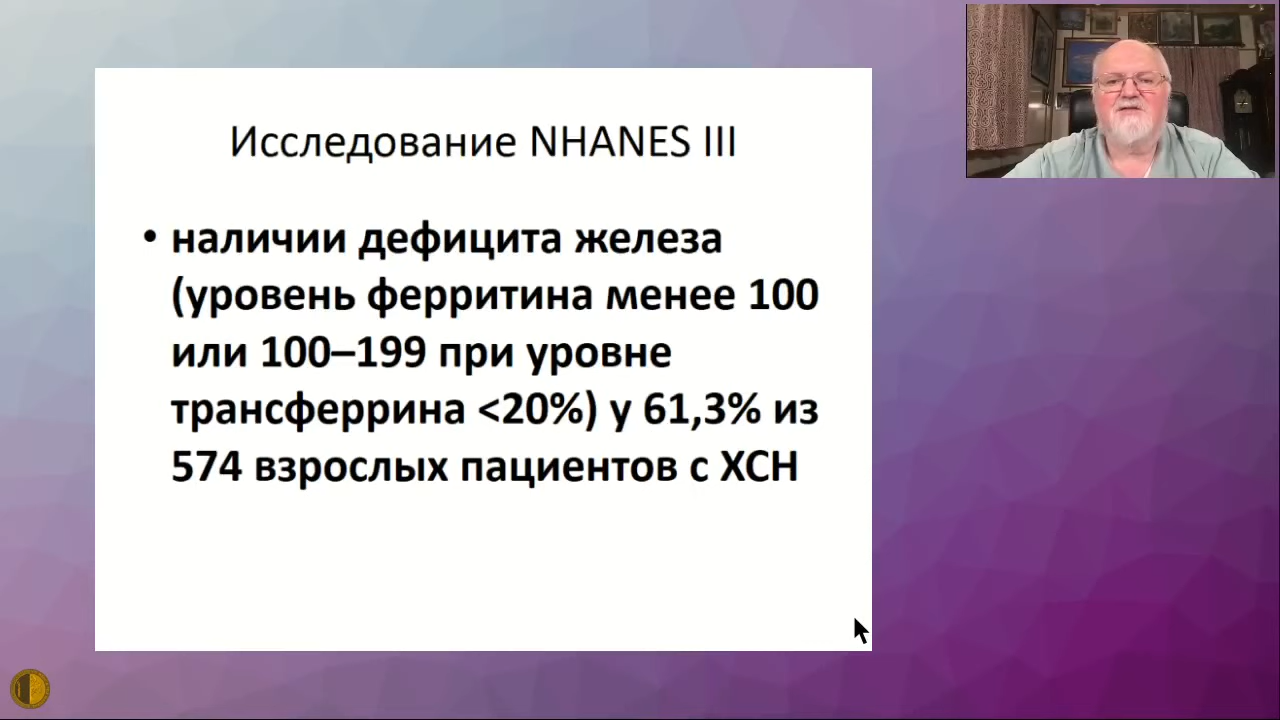 Исследование NHANES III
• наличии дефицита железа
(уровень ферритина менее 100
или 100–199 при уровне
трансферрина <20%) у 61,3% из
574 взрослых пациентов с ХСН